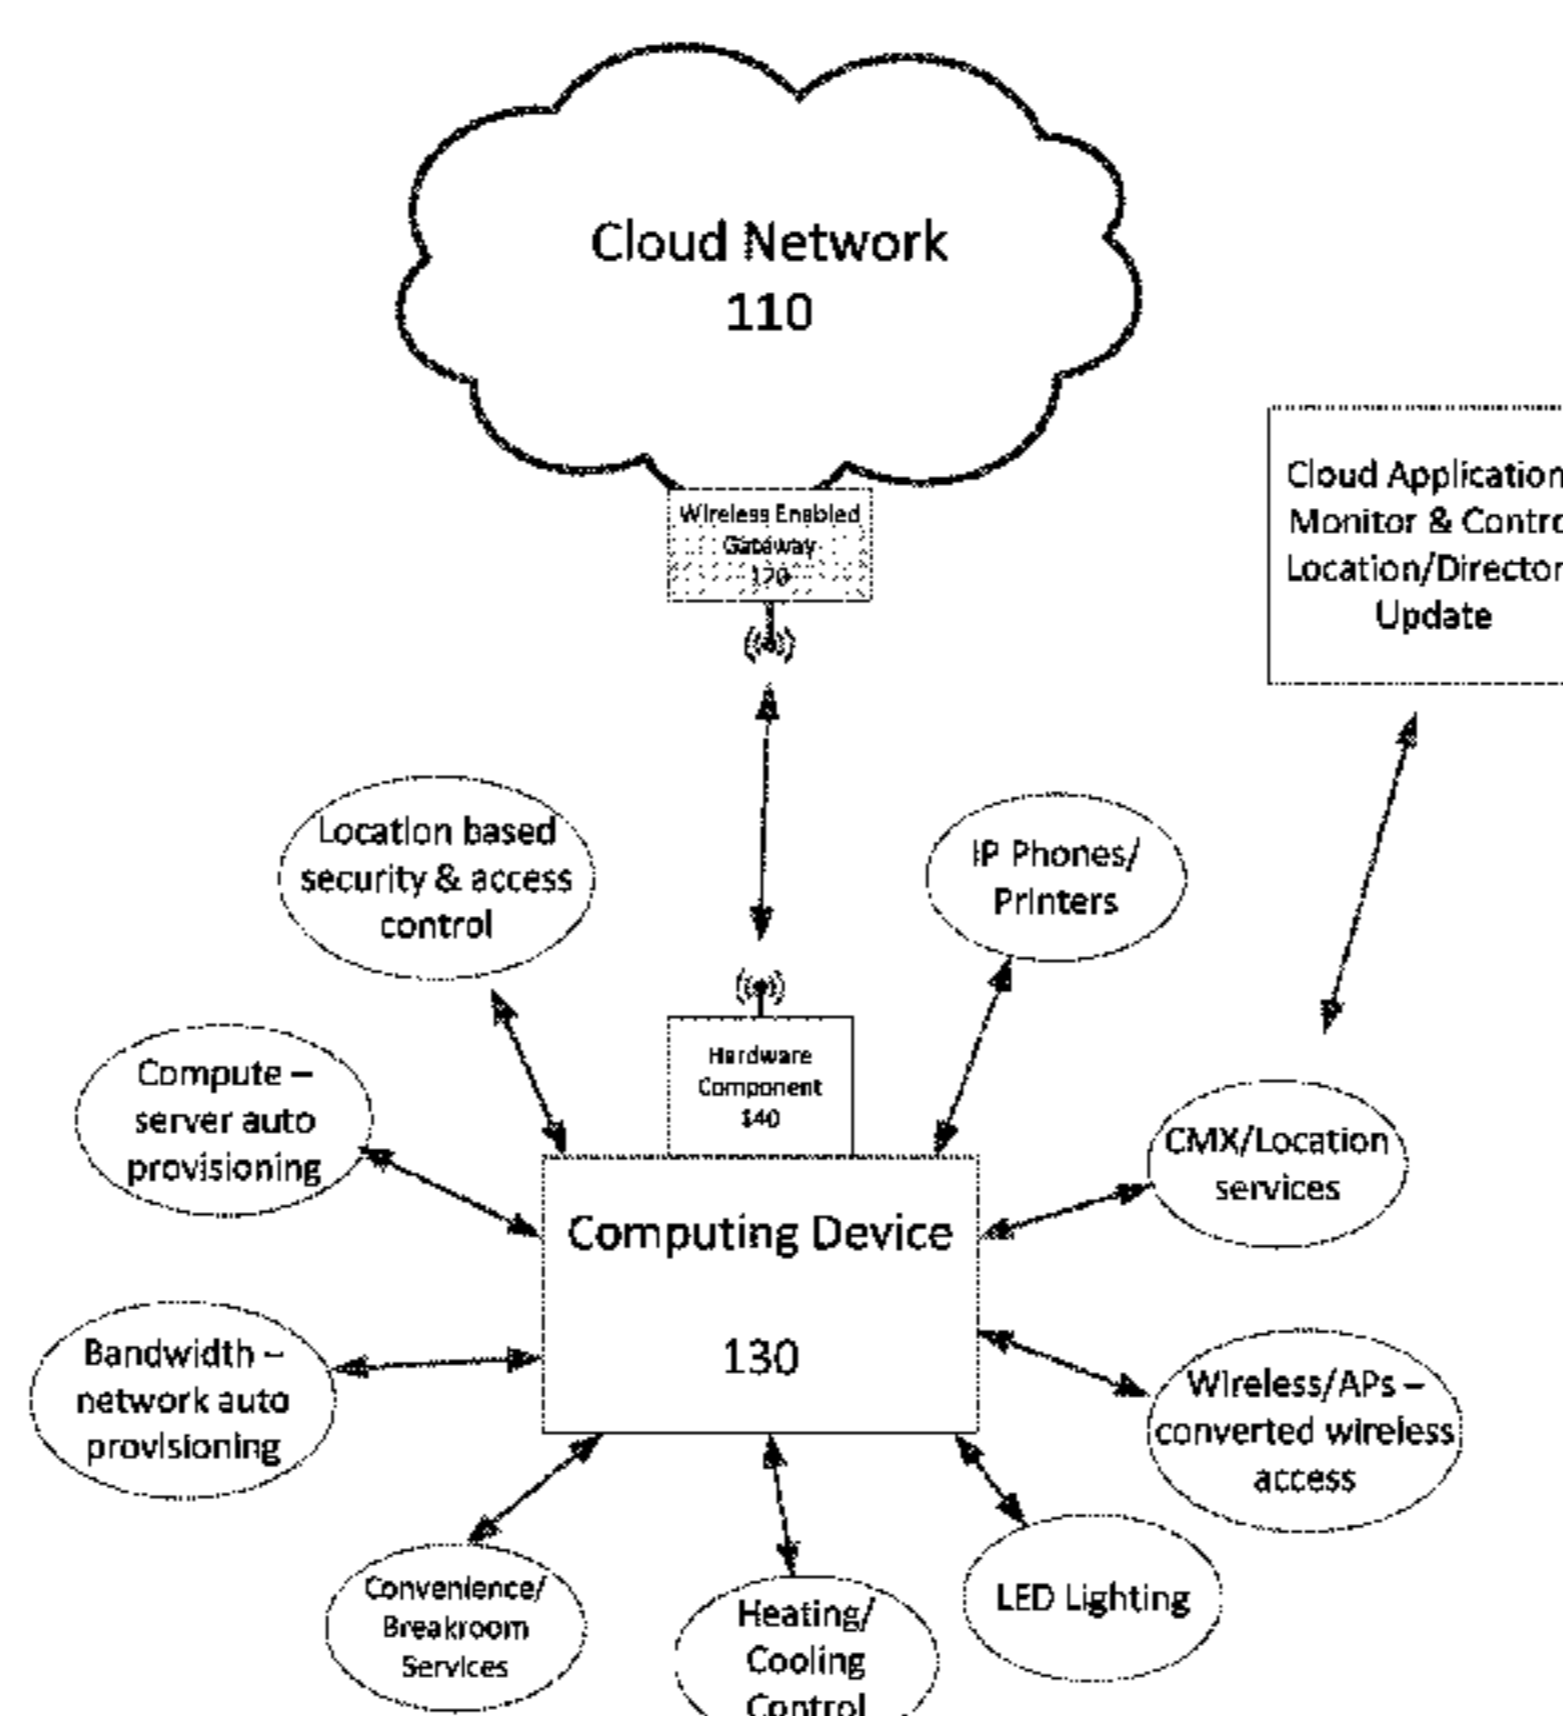 Cloud Network
110
Wireless Enabled
Gateway
120
Cloud Application
Monitor & Contro
Location/Director
Update
Location based
security & access
control
IP Phones/
Printers
Hardware
Component
140
Compute –
server auto
provisioning
CMX/Location
services
Computing Device
130
Bandwidth –
network auto
provisioning
Wireless/APs –
converted wireless
access
Convenience/
Breakroom
Services
Heating/
Cooling
Control
LED Lighting